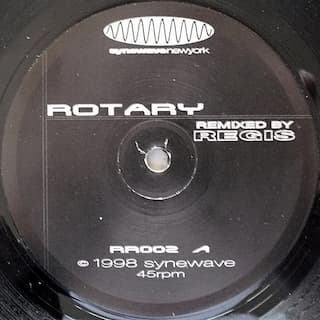 synewavenewyork
ROTARY
REMIXED BY
REGIS
RR002 A
© 1998 synewave
45rpm